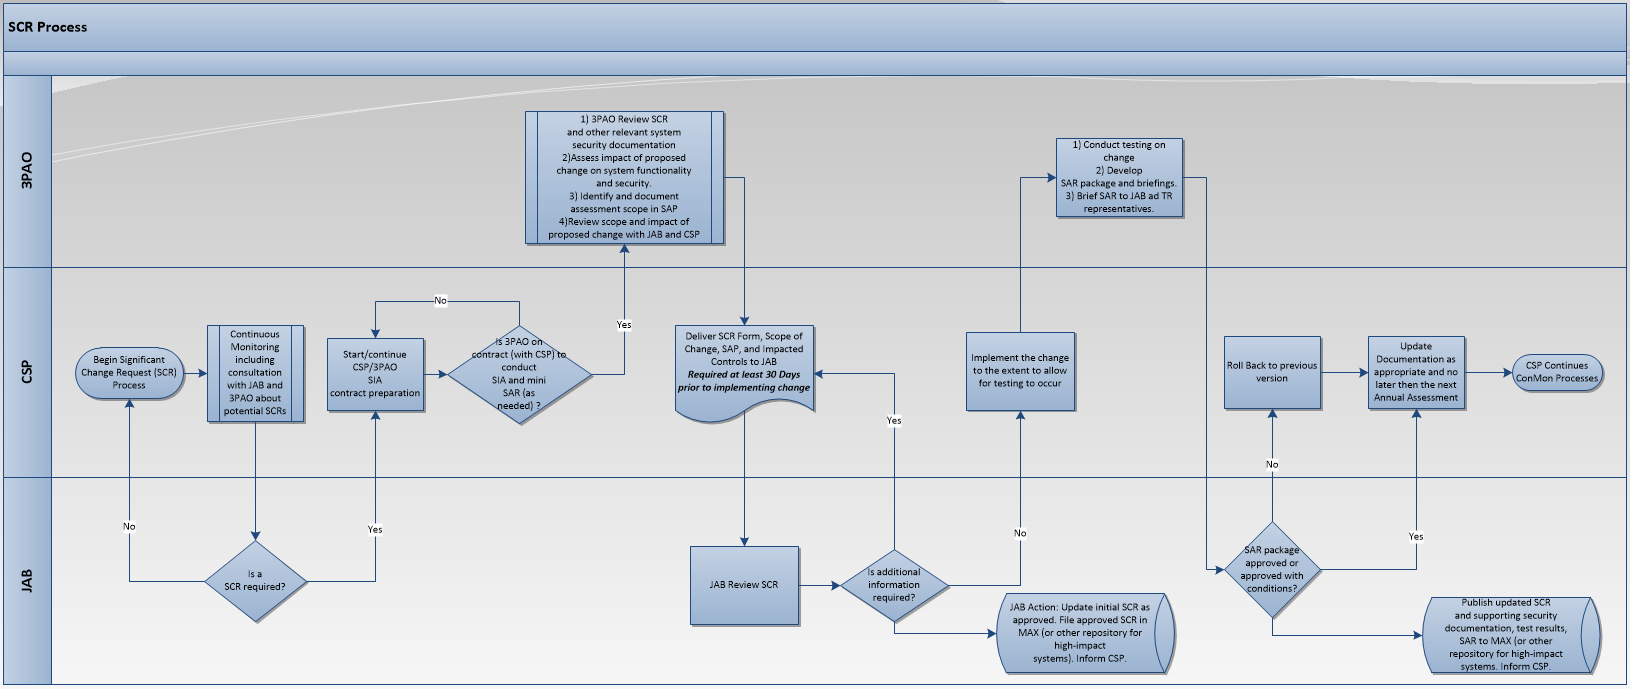 SCR Process
3PAO
1) 3PAO Review SCR
and other relevant system
security documentation
2)Assess impact of proposed
change on system functionality
and security.
3) Identify and document
assessment scope in SAP
4)Review scope and impact of
proposed change with JAB and CSP
1) Conduct testing on
change
2) Develop
SAR package and briefings.
3) Brief SAR to JAB ad TR
representatives.
CSP
Begin Significant
Change Request (SCR)
Process
Continuous
Monitoring
including
consultation
with JAB and
3PAO about
potential SCRs
Start/continue
CSP/3PAO
SIA
contract preparation
No
Is 3PAO on
contract (with CSP) to
conduct
SIA and mini
SAR (as
needed) ?
Yes
Deliver SCR Form, Scope of
Change, SAP, and Impacted
Controls to JAB
Required at least 30 Days
prior to implementing change
Yes
Implement the change
to the extent to allow
for testing to occur
Roll Back to previous
version
Update
Documentation as
appropriate and no
later then the next
Annual Assessment
CSP Continues
ConMon Processes
No
JAB
No
Is a
SCR required?
Yes
JAB Review SCR
Is additional
information
required?
No
JAB Action: Update initial SCR as
approved. File approved SCR in
MAX (or other repository for
high-impact
systems). Inform CSP.
SAR package
approved or
approved with
conditions?
Yes
Publish updated SCR
and supporting security
documentation, test results,
SAR to MAX (or other
repository for high-impact
systems. Inform CSP.